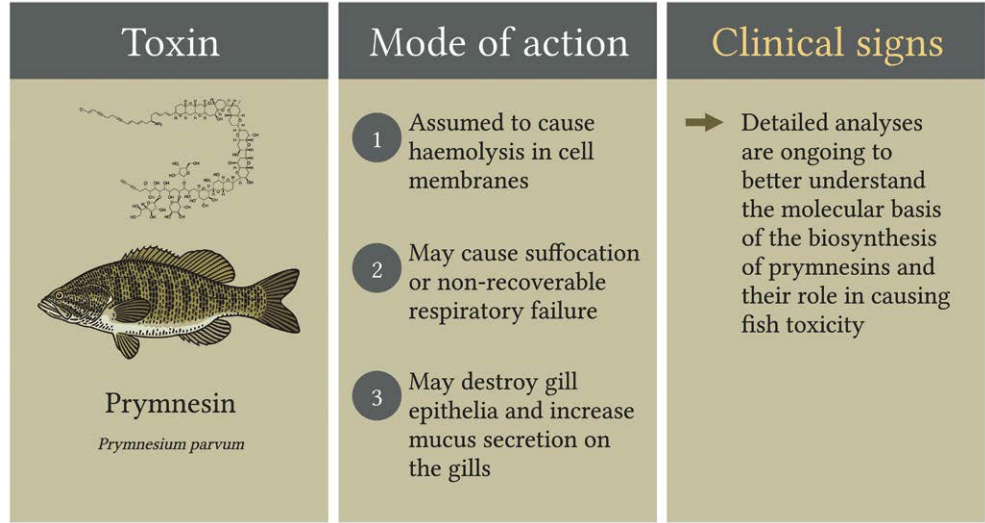 Toxin
Prymnesin
Prymnesium parvum
Mode of action
1
Assumed to cause
haemolysis in cell
membranes
2
May cause suffocation
or non-recoverable
respiratory failure
3
May destroy gill
epithelia and increase
mucus secretion on
the gills
Clinical signs
Detailed analyses
are ongoing to
better understand
the molecular basis
of the biosynthesis
of prymnesins and
their role in causing
fish toxicity